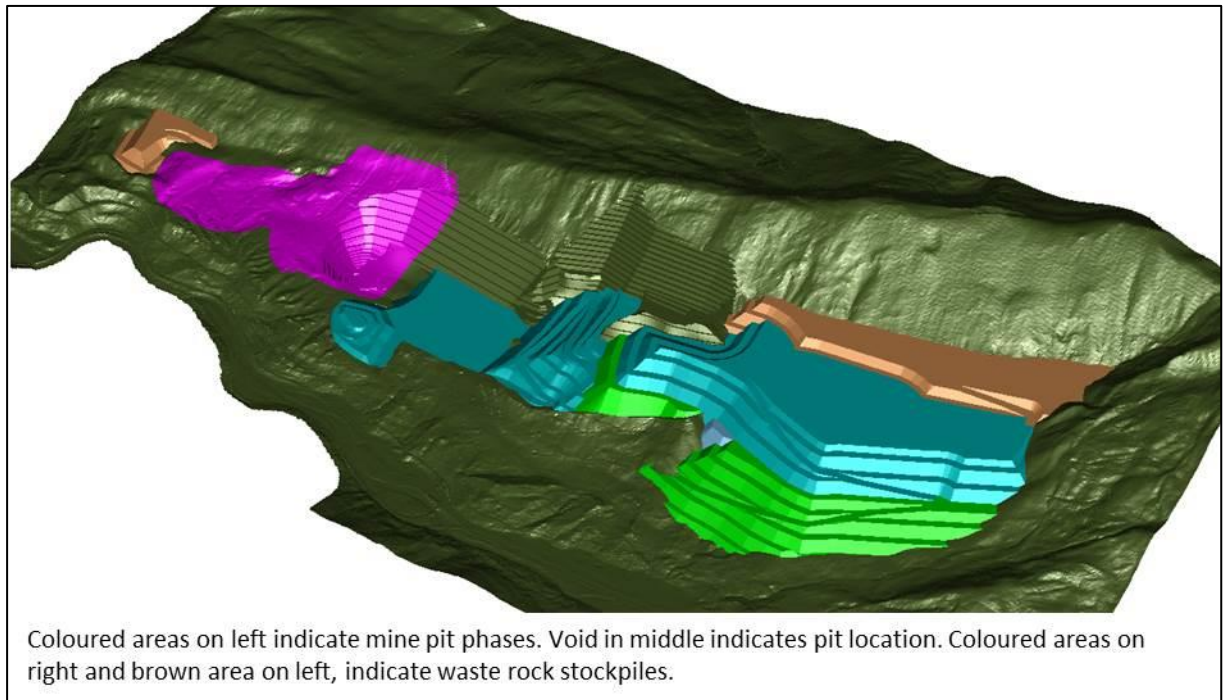 Coloured areas on left indicate mine pit phases. Void in middle indicates pit location. Coloured areas on
right and brown area on left, indicate waste rock stockpiles.